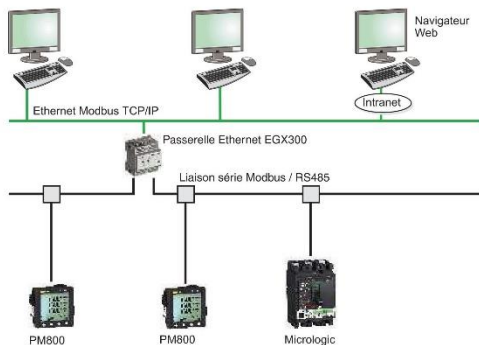 Navigateur
Web
Intranet
Ethernet Modbus TCP/IP
Passerelle Ethernet EGX300
Liaison série Modbus / RS485
PM800
PM800
Micrologic